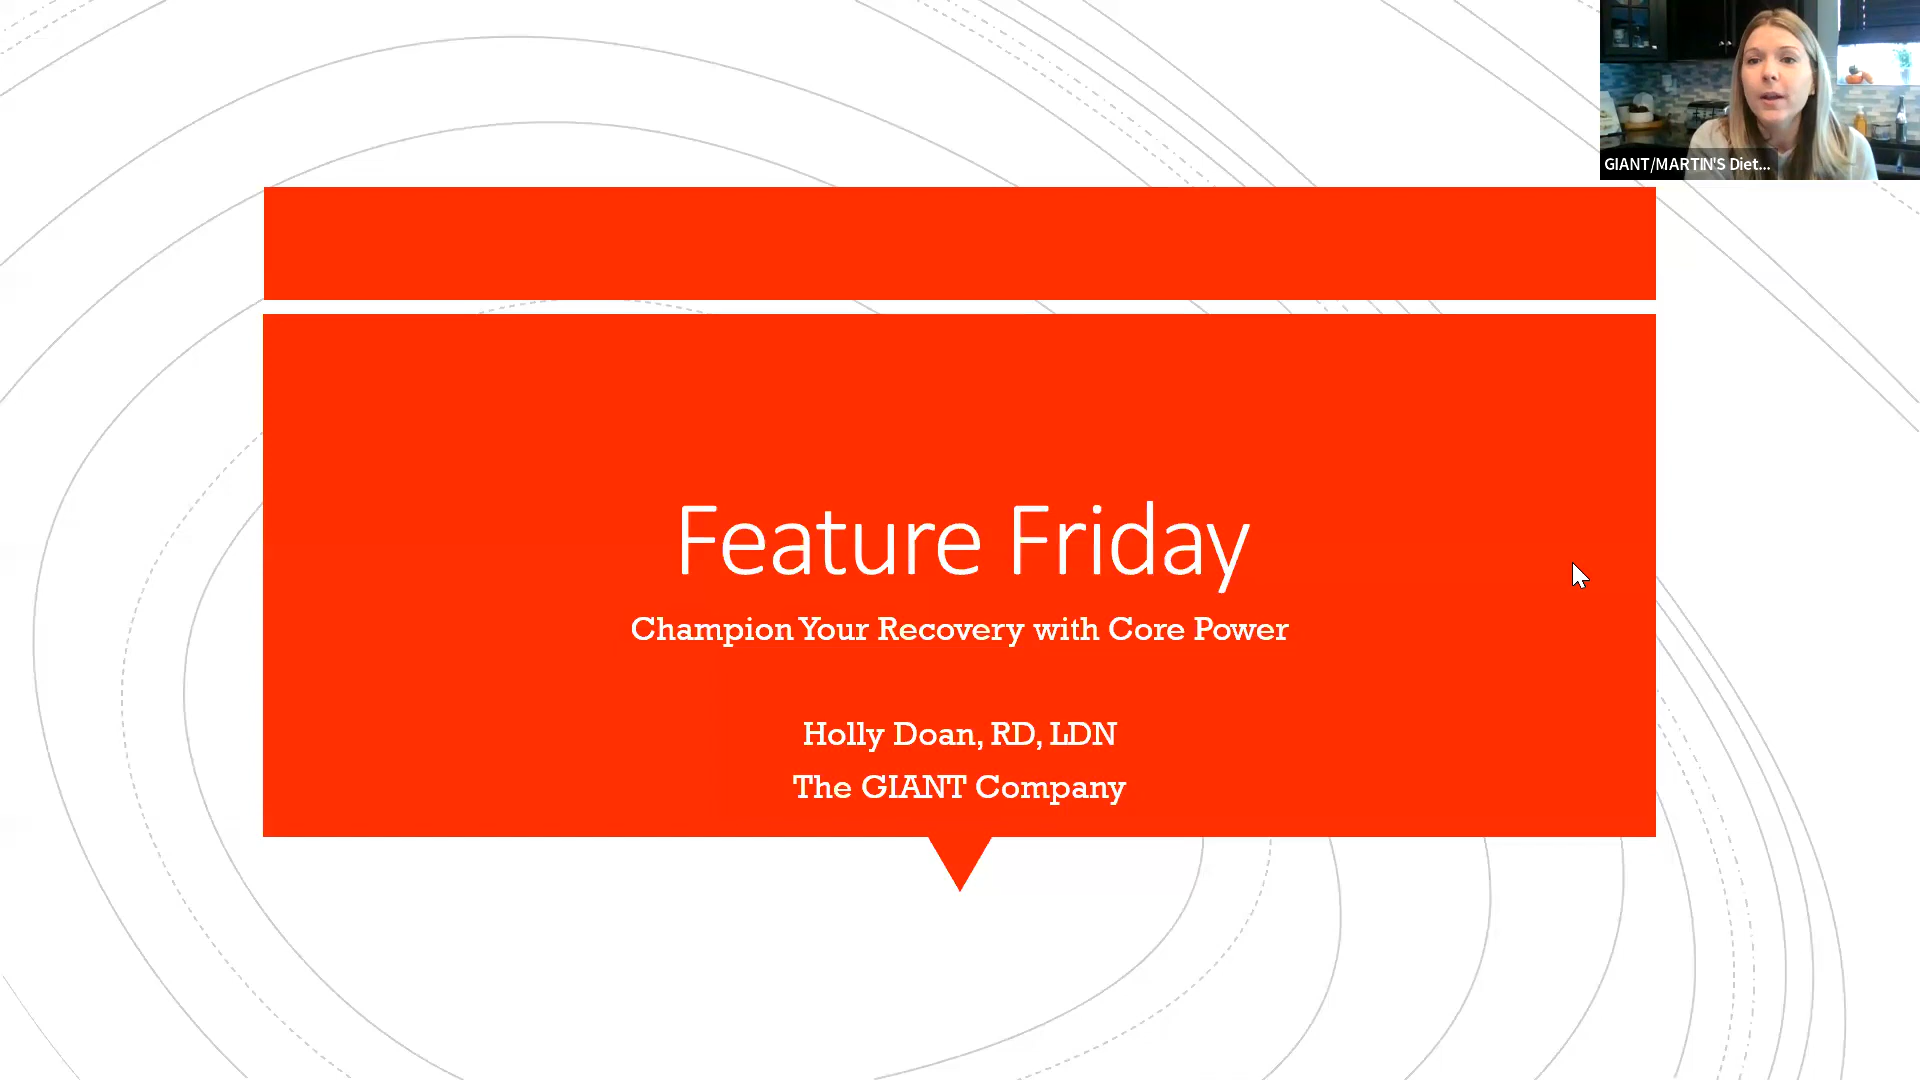 GIANT/MARTIN'S Diet...
Feature Friday
Champion Your Recovery with Core Power
Holly Doan, RD, LDN
The GIANT Company